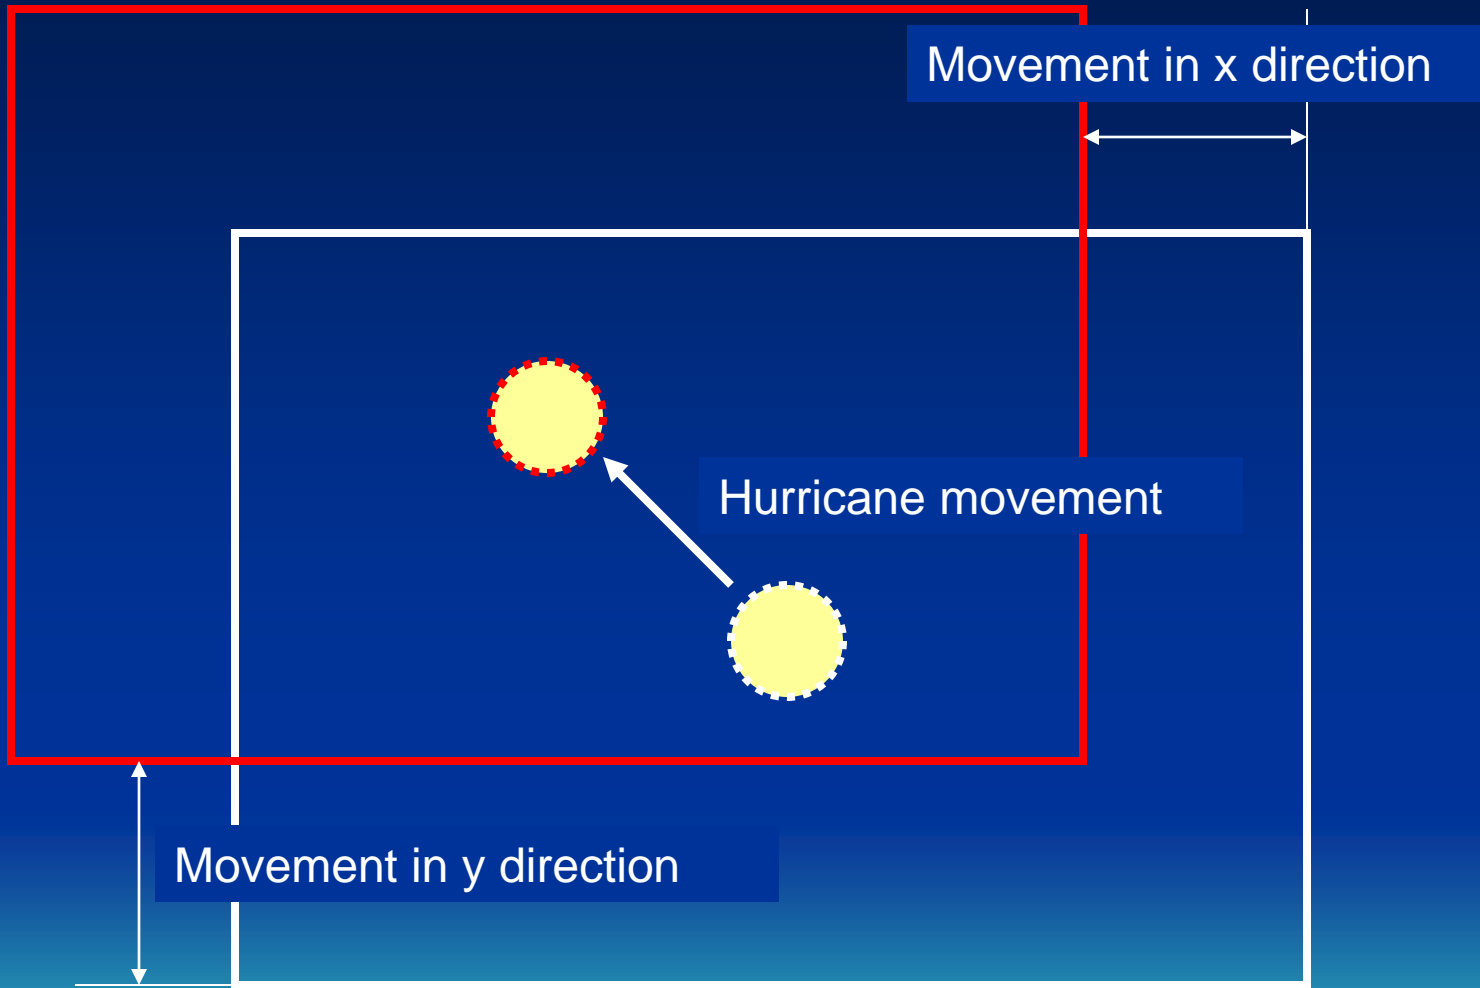 Movement in x direction
Hurricane movement
Movement in y direction